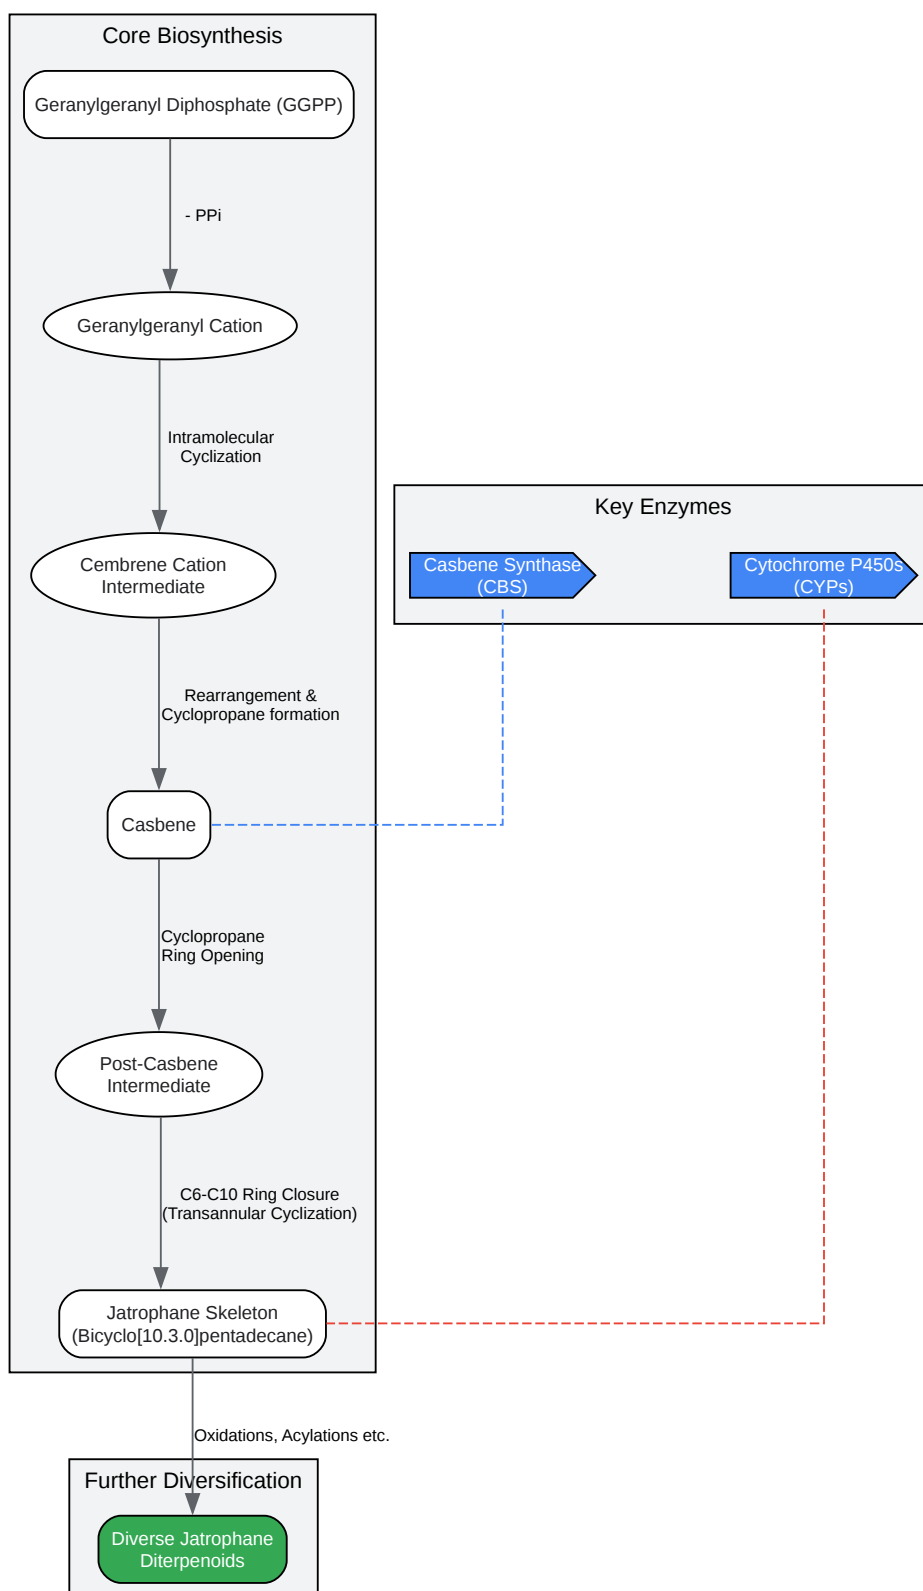 Core Biosynthesis
Geranylgeranyl Diphosphate (GGPP)
- PPi
Geranylgeranyl Cation
Intramolecular
Cyclization
Cembrene Cation
Intermediate
Key Enzymes
Casbene Synthase
(CBS)
Cytochrome P450s
(CYPs)
Rearrangement &
Cyclopropane formation
Casbene
Cyclopropane
Ring Opening
Post-Casbene
Intermediate
C6-C10 Ring Closure
(Transannular Cyclization)
Jatrophane Skeleton
(Bicyclo[10.3.0]pentadecane)
Oxidations, Acylations etc.
Further Diversification
Diverse Jatrophane
Diterpenoids